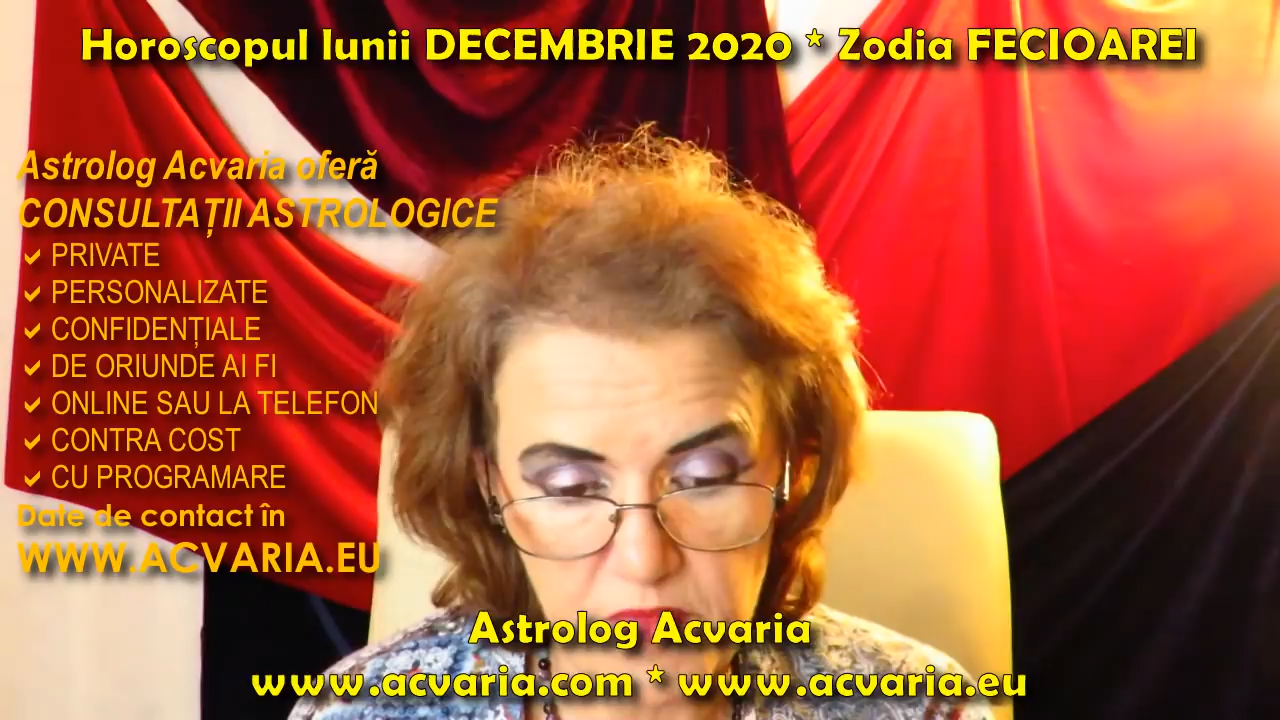 Horoscopul lunii DECEMBRIE 2020 * Zodia FECIOAREI
Astrolog Acvaria oferă
CONSULTAȚII ASTROLOGICE
PRIVATE
PERSONALIZATE
CONFIDENȚIALE
DE ORIUNDE AI FI
ONLINE SAU LA TELEFON
CONTRA COST
CU PROGRAMARE
Date de contact în
WWW.ACVARIA.EU
Astrolog Acvaria
www.acvaria.com * www.acvaria.eu